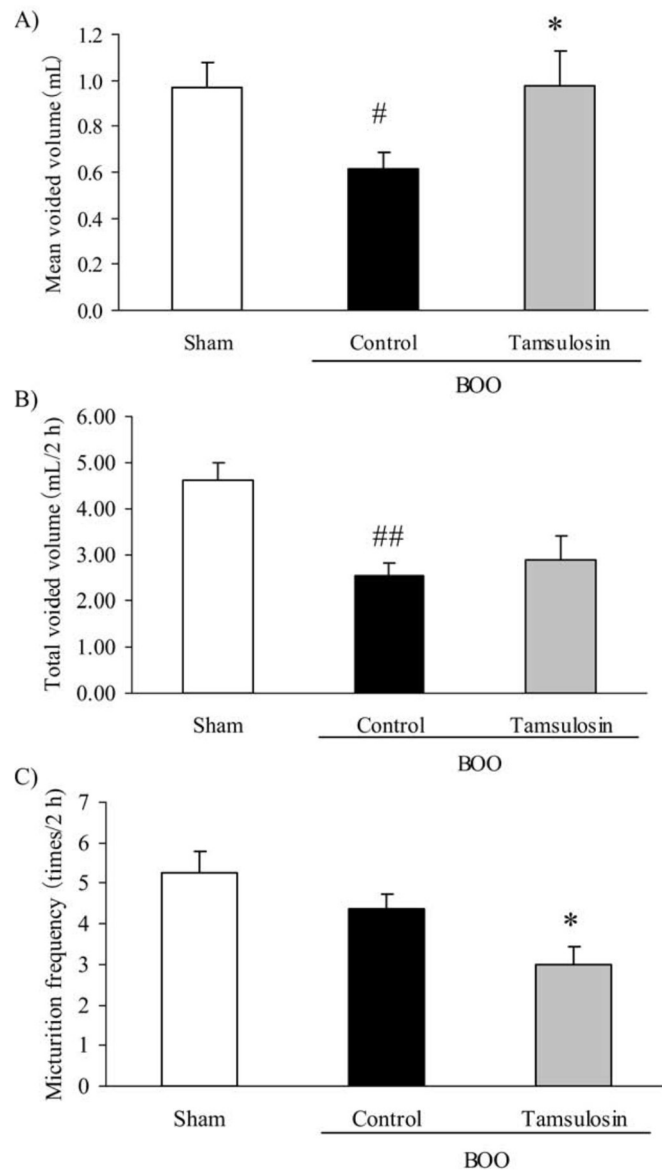 A)
Mean voided volume (mL)
1.2
1.0
0.8
0.6
0.4
0.2
0.0
#
*
Sham Control Tamsulosin
BOO
B)
Total voided volume (mL/2 h)
6.00
5.00
4.00
3.00
2.00
1.00
0.00
##
Sham Control Tamsulosin
BOO
C)
Micturition frequency (times/2 h)
7
6
5
4
3
2
1
0
*
Sham Control Tamsulosin
BOO